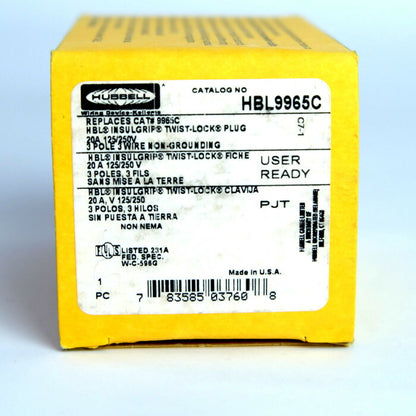 HUBBELL
Wiring Device-Kellems
CATALOG NO
HBL9965C
REPLACES CAT# 9965C
HBL® INSULGRIP® TWIST-LOCK® PLUG
20A 125/250V
3 POLE 3 WIRE NON-GROUNDING
C7-1
HBL® INSULGRIP® TWIST-LOCK® FICHE
20 A 125/250 V
3 POLES, 3 FILS
SANS MISE A LA TERRE
USER
READY
HBL® INSULGRIP® TWIST-LOCK® CLAVIJA
20 A, V 125/250
3 POLOS, 3 HILOS
SIN PUESTA A TIERRA
PJT
NON NEMA
LISTED 231A
FED. SPEC.
W-C-596G
Made in U.S.A.
1
PC
7 83585 03760 8